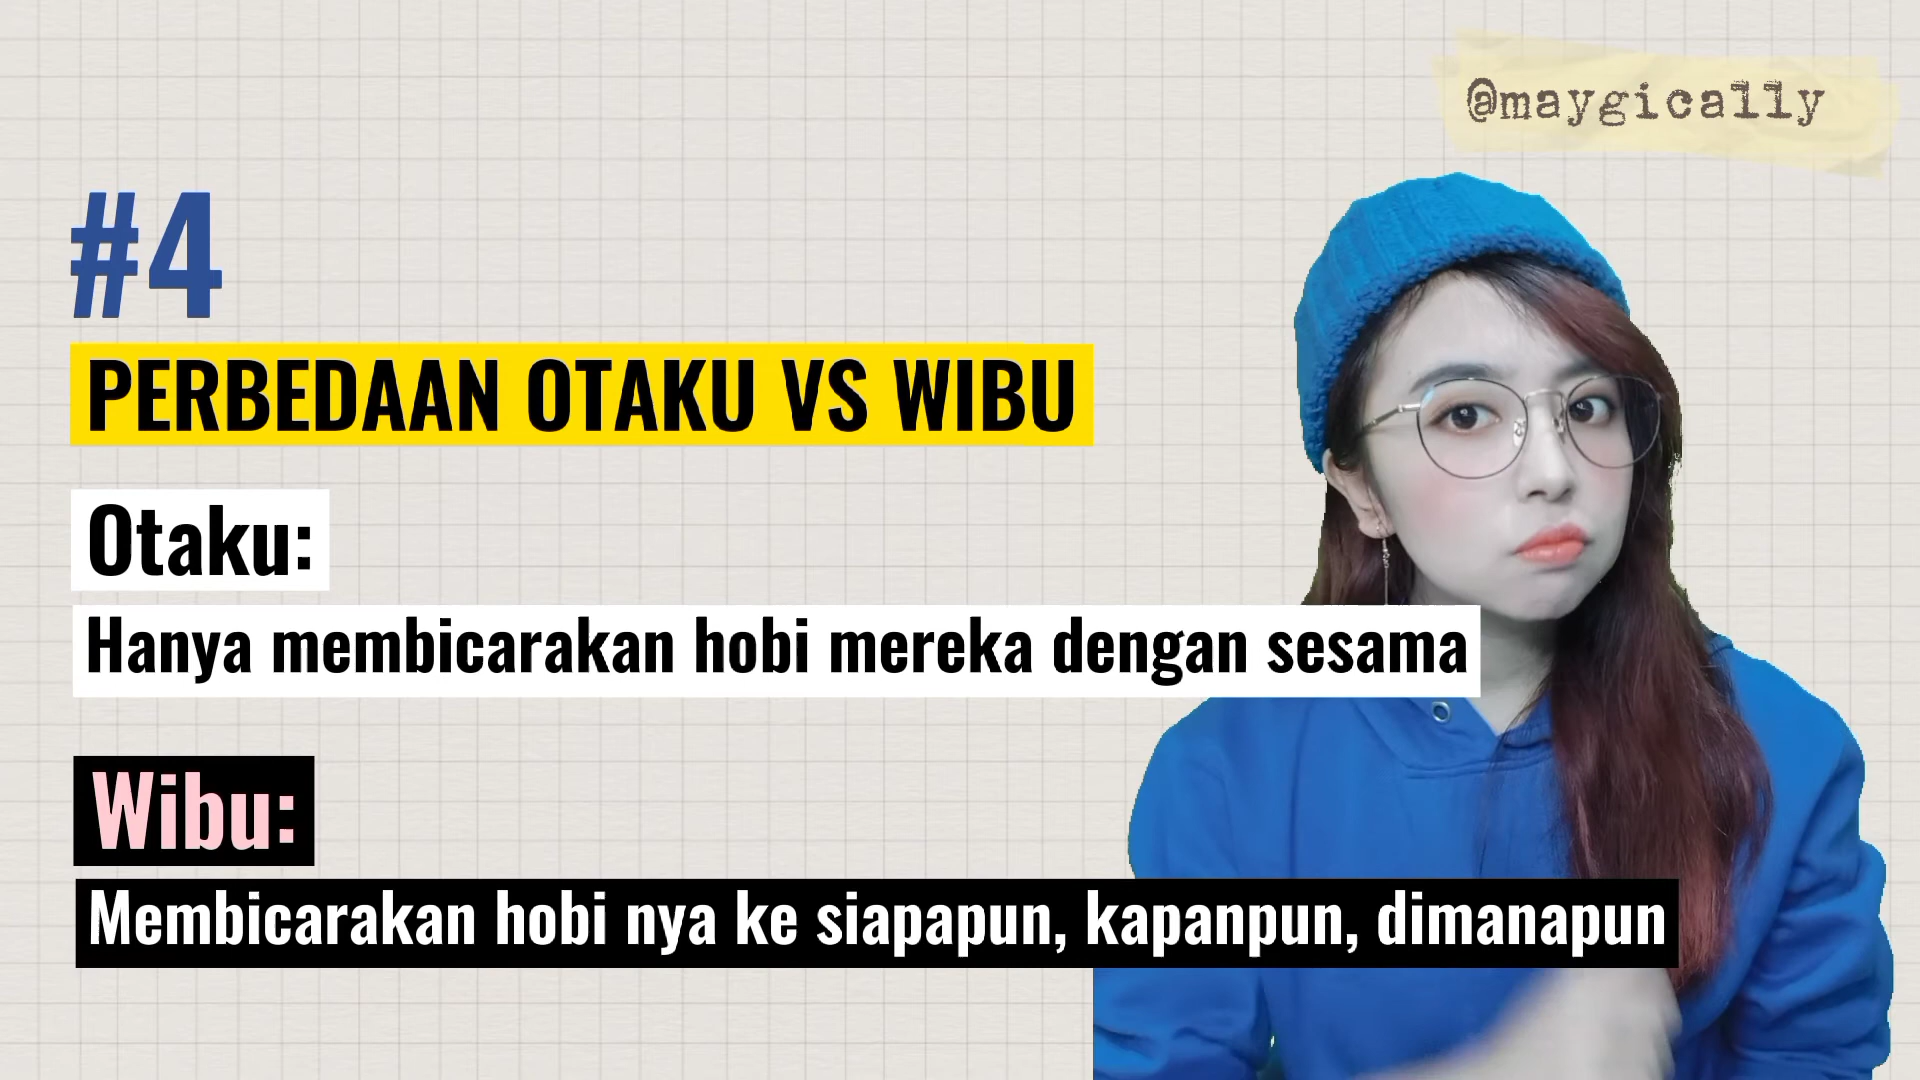 @maygically
#4
PERBEDAAN OTAKU VS WIBU
Otaku:
Hanya membicarakan hobi mereka dengan sesama
Wibu:
Membicarakan hobi nya ke siapapun, kapanpun, dimanapun